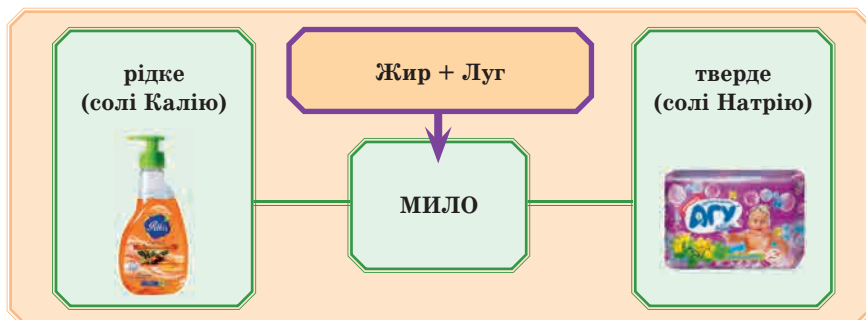 рідке
(солі Калію)
Жир + Луг
тверде
(солі Натрію)
МИЛО
АГУ